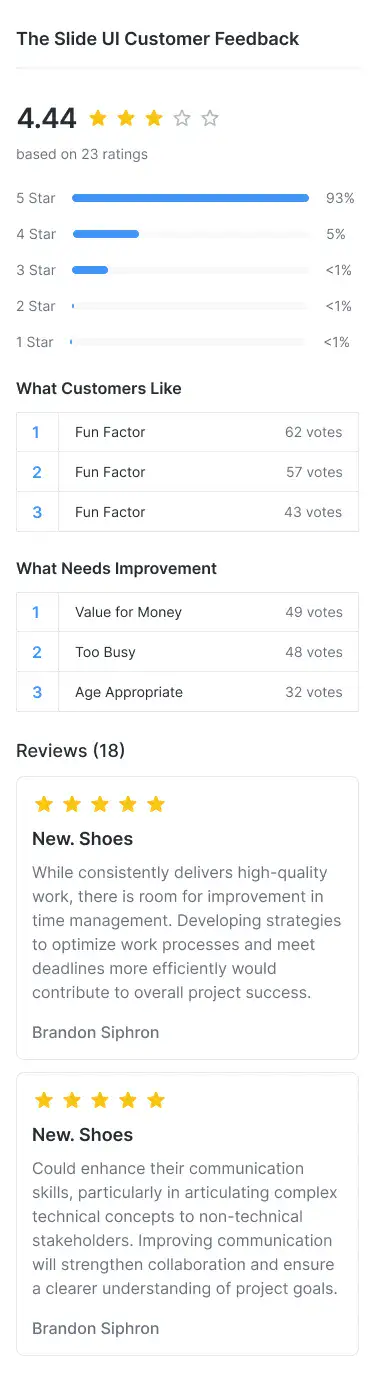 The Slide UI Customer Feedback
4.44
based on 23 ratings
5 Star 93%
4 Star 5%
3 Star <1%
2 Star <1%
1 Star <1%
What Customers Like
1 Fun Factor 62 votes
2 Fun Factor 57 votes
3 Fun Factor 43 votes
What Needs Improvement
1 Value for Money 49 votes
2 Too Busy 48 votes
3 Age Appropriate 32 votes
Reviews (18)
New. Shoes
While consistently delivers high-quality
work, there is room for improvement in
time management. Developing strategies
to optimize work processes and meet
deadlines more efficiently would
contribute to overall project success.
Brandon Siphron
New. Shoes
Could enhance their communication
skills, particularly in articulating complex
technical concepts to non-technical
stakeholders. Improving communication
will strengthen collaboration and ensure
a clearer understanding of project goals.
Brandon Siphron